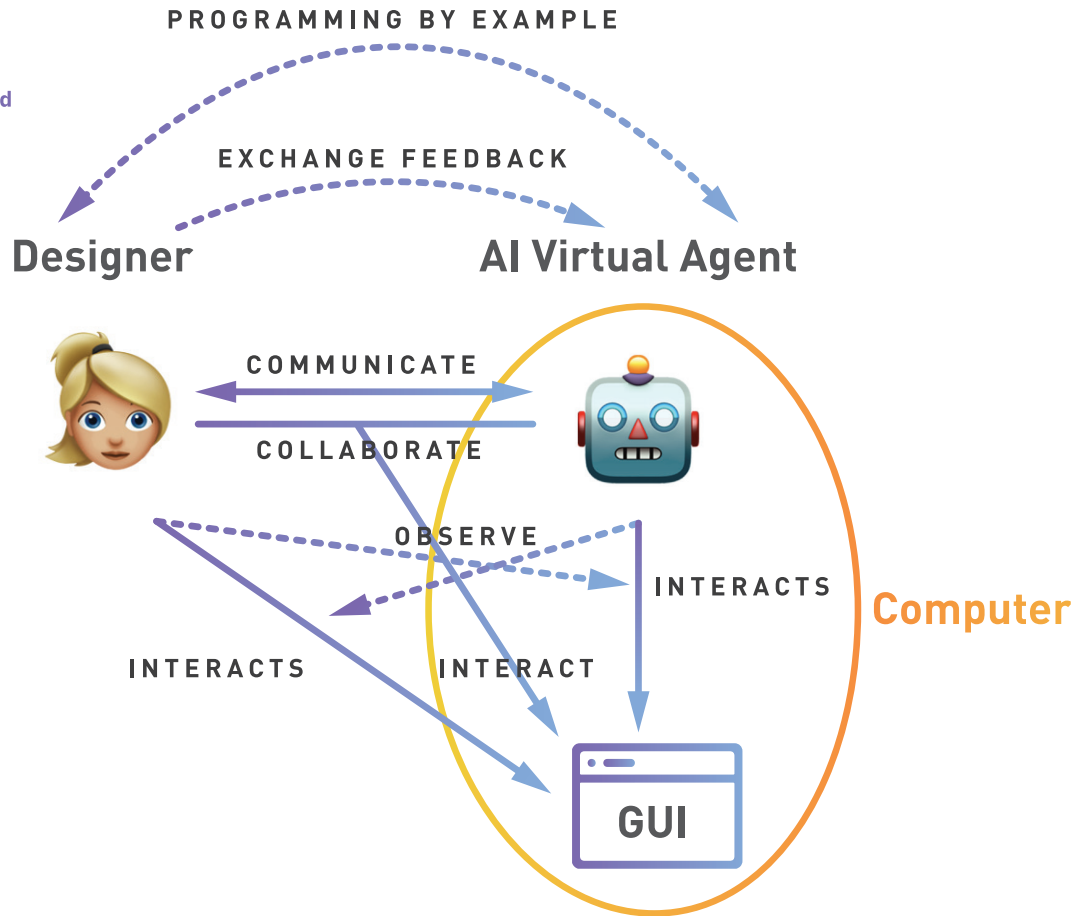 PROGRAMMING BY EXAMPLE
d
EXCHANGE FEEDBACK
Designer
AI Virtual Agent
COMMUNICATE
COLLABORATE
OBSERVE
INTERACTS
Computer
INTERACTS
INTERACT
GUI